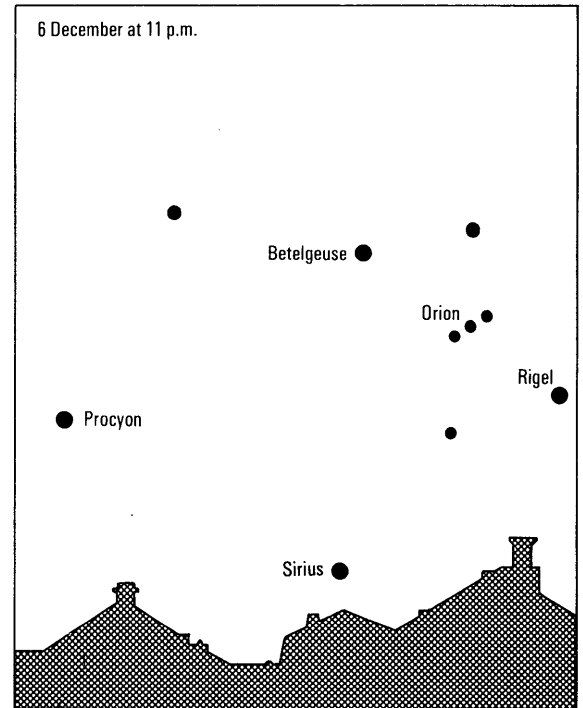 6 December at 11 p.m.
Betelgeuse
Orion
Rigel
Procyon
Sirius